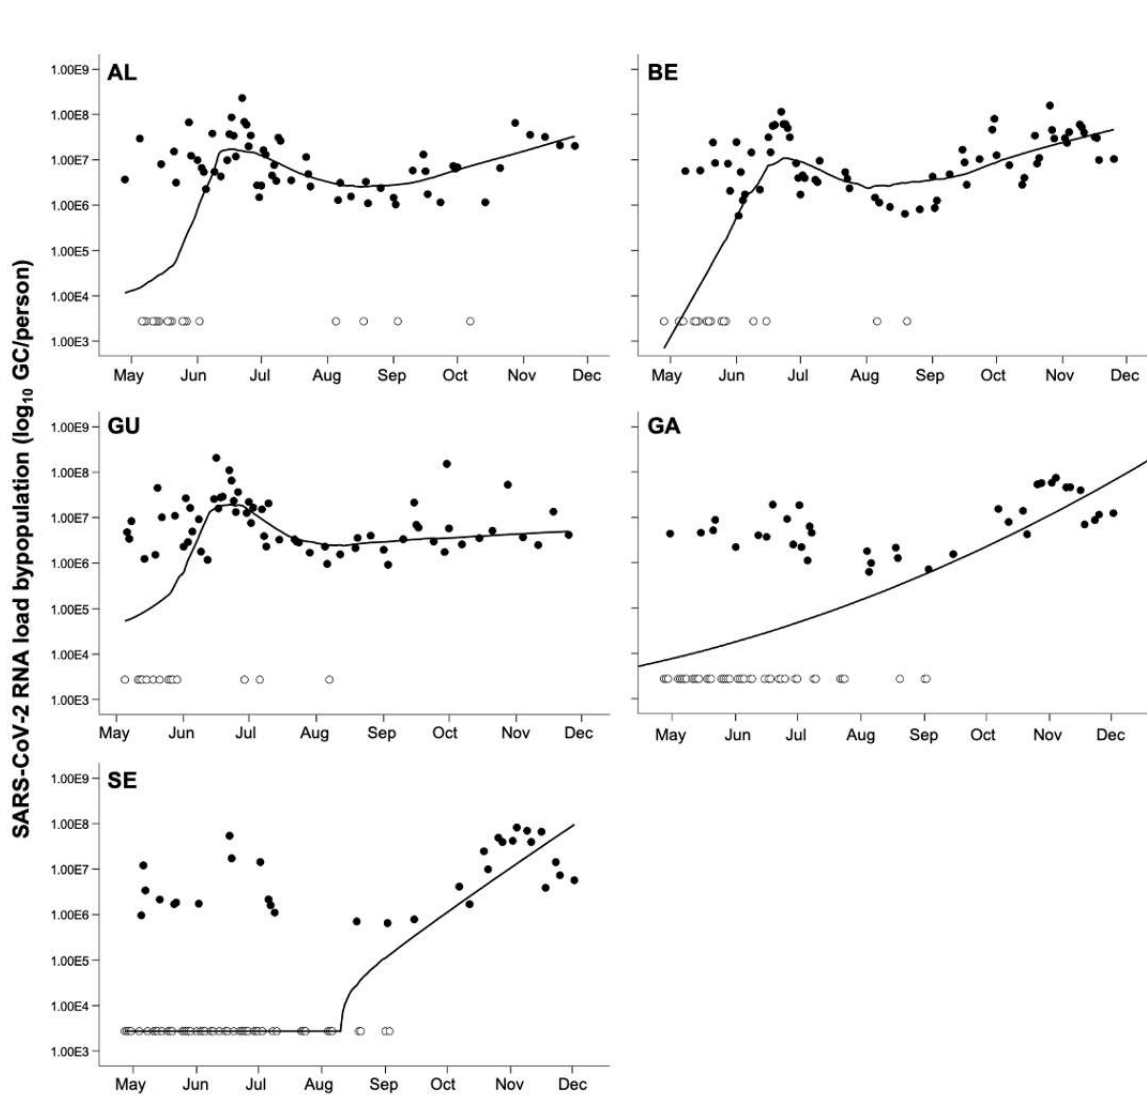 SARS-CoV-2 RNA load bypopulation (log₁₀ GC/person)
AL
1.00E9
1.00E8
1.00E7
1.00E6
1.00E5
1.00E4
1.00E3
May Jun Jul Aug Sep Oct Nov Dec
BE
May Jun Jul Aug Sep Oct Nov Dec
GU
1.00E9
1.00E8
1.00E7
1.00E6
1.00E5
1.00E4
1.00E3
May Jun Jul Aug Sep Oct Nov Dec
GA
May Jun Jul Aug Sep Oct Nov Dec
SE
1.00E9
1.00E8
1.00E7
1.00E6
1.00E5
1.00E4
1.00E3
May Jun Jul Aug Sep Oct Nov Dec